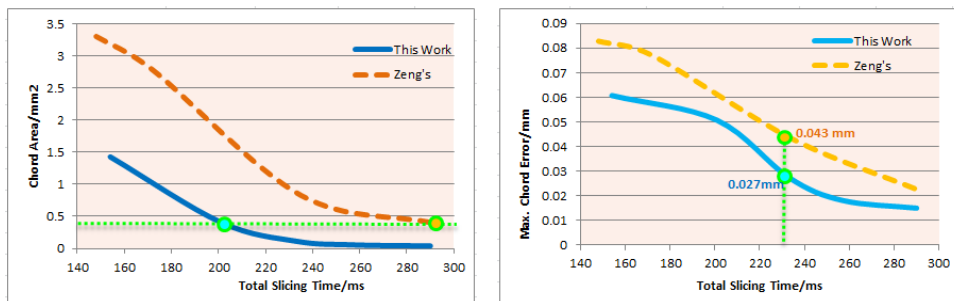 Chord Area/mm2
3.5
3
2.5
2
1.5
1
0.5
0
This Work
Zeng's
140 160 180 200 220 240 260 280 300
Total Slicing Time/ms
Max. Chord Error/mm
0.09
0.08
0.07
0.06
0.05
0.04
0.03
0.02
0.01
0
This Work
Zeng's
0.043 mm
0.027mm
140 160 180 200 220 240 260 280 300
Total Slicing Time/ms